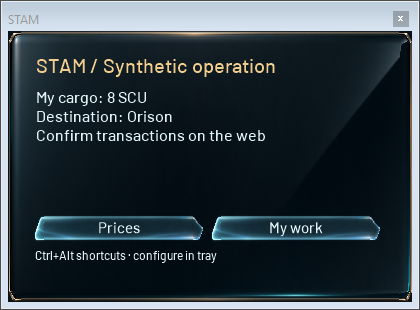 STAM
x
STAM / Synthetic operation
My cargo: 8 SCU
Destination: Orison
Confirm transactions on the web
Prices
My work
Ctrl+Alt shortcuts · configure in tray